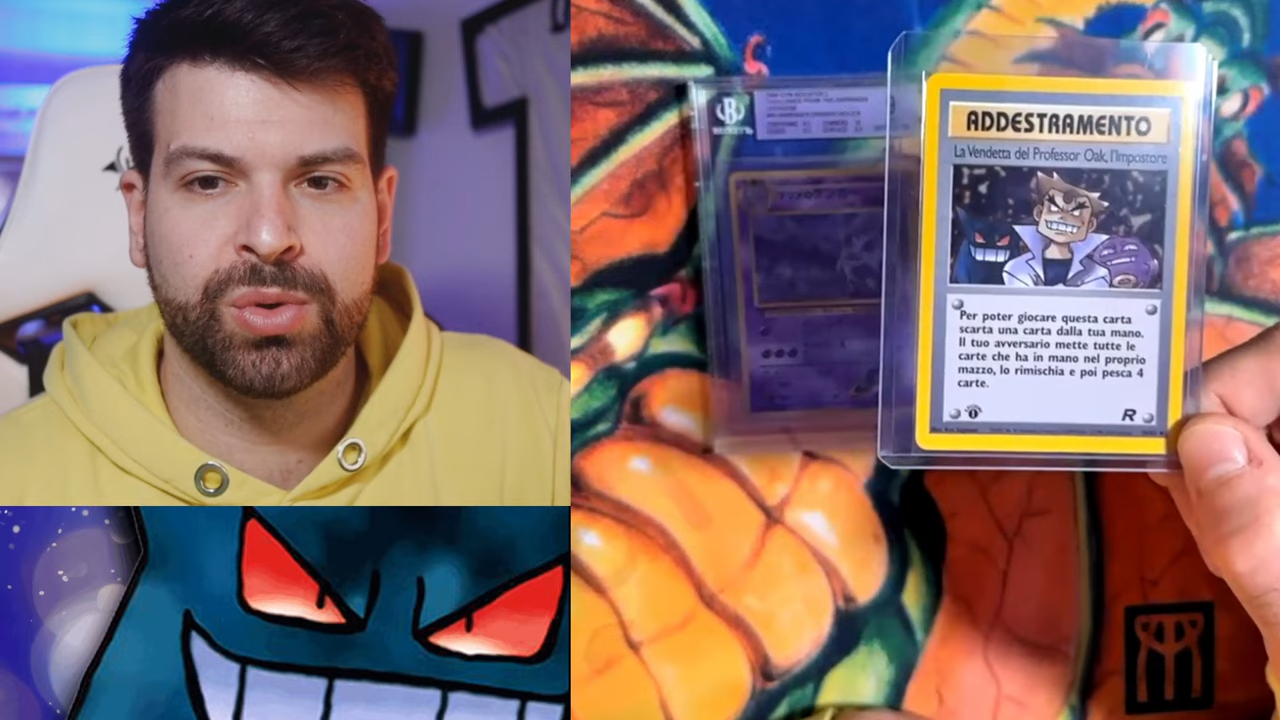 BECKETT
ADDESTRAMENTO
La Vendetta del Professor Oak, l'Impostore
Per poter giocare questa carta
scarta una carta dalla tua mano.
Il tuo avversario mette tutte le
carte che ha in mano nel proprio
mazzo, lo rimischia e poi pesca 4
carte.
1
R